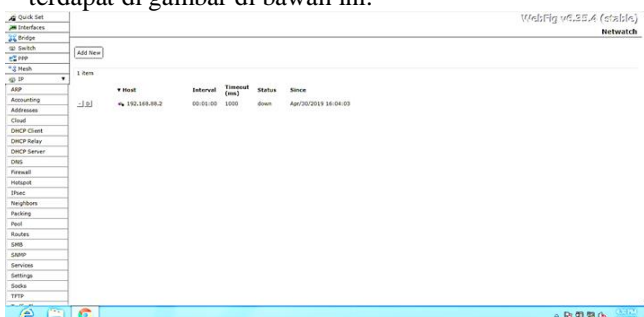 terdapat di gambar di bawah ini.
Quick Set
Interfaces
Bridge
Switch
PPP
Mesh
IP
ARP
Accounting
Addresses
Cloud
DHCP Client
DHCP Relay
DHCP Server
DNS
Firewall
Hotspot
IPsec
Neighbors
Packing
Pool
Routes
SMB
SNMP
Services
Settings
Socks
TFTP
WebFig v6.35.4 (stable)
Netwatch
Add New
1 item
▼ Host Interval Timeout (ms) Status Since
- D 192.168.88.2 00:01:00 1000 down Apr/30/2019 16:04:03